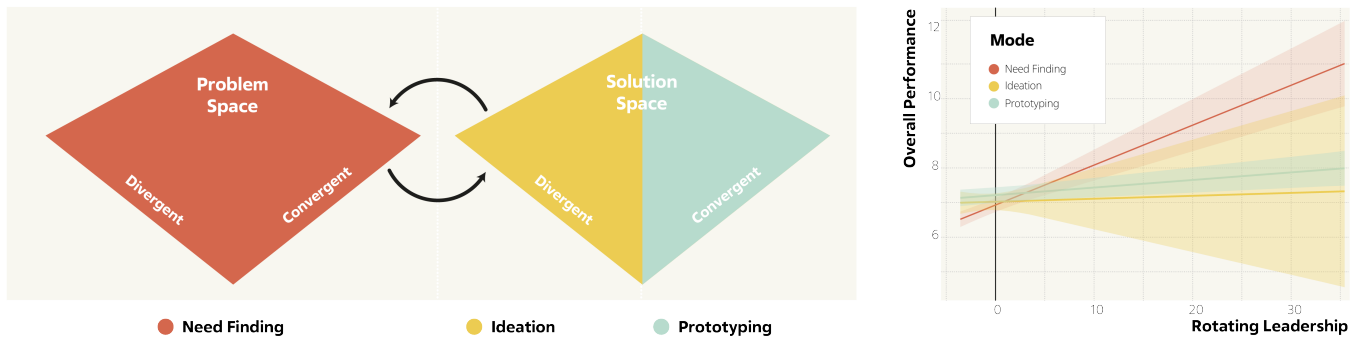 Problem
Space
Divergent
Convergent
Solution
Space
Divergent
Convergent
Need Finding
Ideation
Prototyping
Overall Performance
12
10
8
6
Mode
Need Finding
Ideation
Prototyping
0
10
20
30
Rotating Leadership